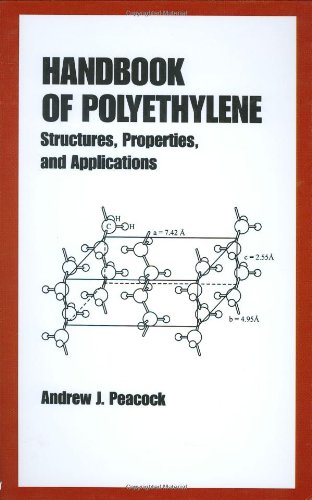 HANDBOOK
OF POLYETHYLENE
Structures, Properties,
and Applications
H
C
H
a = 7.42 Å
c = 2.55Å
b = 4.95Å
Andrew J. Peacock